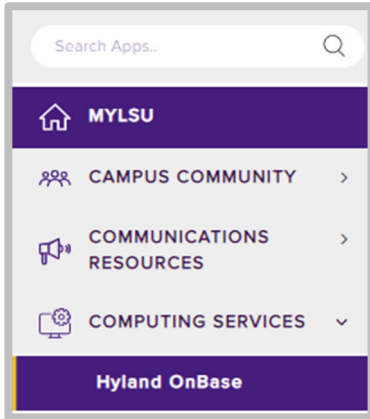 Search Apps..
MYLSU
CAMPUS COMMUNITY
COMMUNICATIONS
RESOURCES
COMPUTING SERVICES
Hyland OnBase